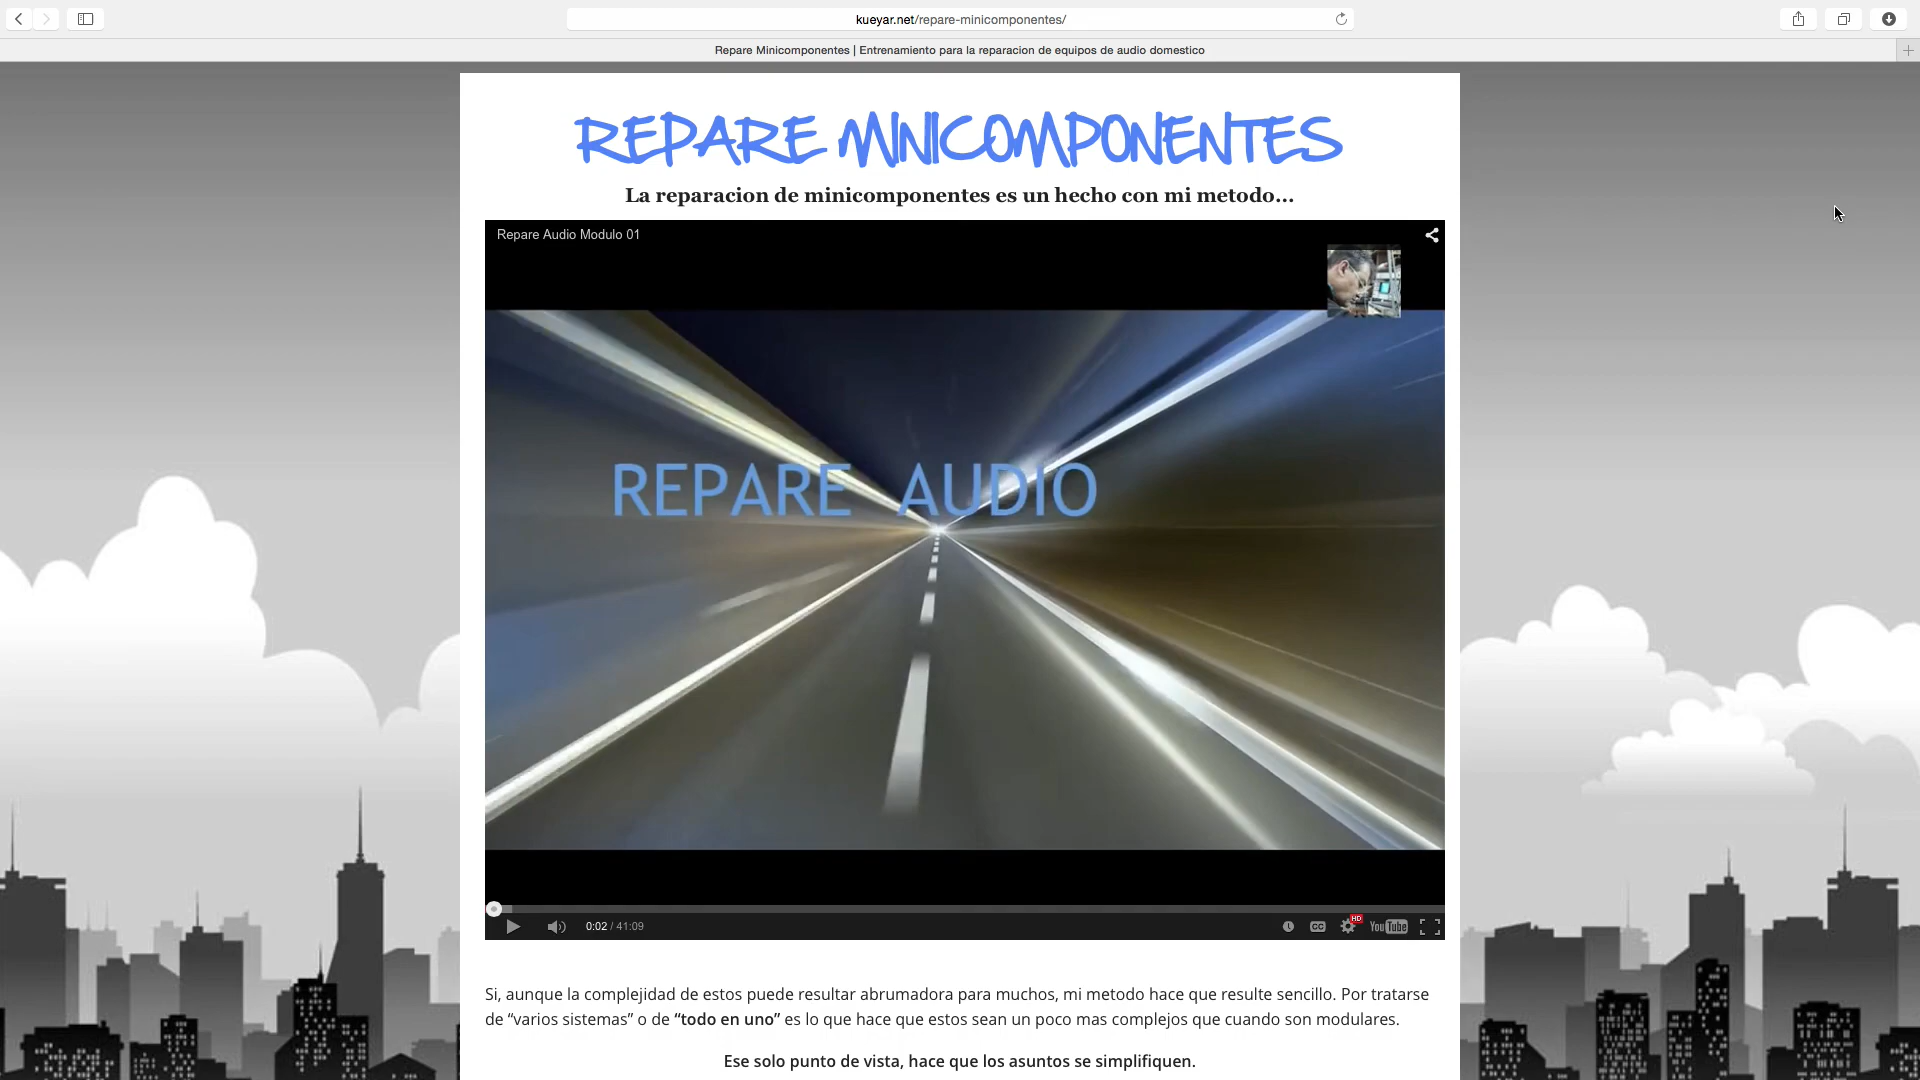 kueyar.net/repare-minicomponentes/
Repare Minicomponentes | Entrenamiento para la reparacion de equipos de audio domestico
REPARE MINICOMPONENTES
La reparacion de minicomponentes es un hecho con mi metodo...
Repare Audio Modulo 01
REPARE AUDIO
0:02 / 41:09
CC
HD
YouTube
Si, aunque la complejidad de estos puede resultar abrumadora para muchos, mi metodo hace que resulte sencillo. Por tratarse
de “varios sistemas” o de “todo en uno” es lo que hace que estos sean un poco mas complejos que cuando son modulares.
Ese solo punto de vista, hace que los asuntos se simplifiquen.